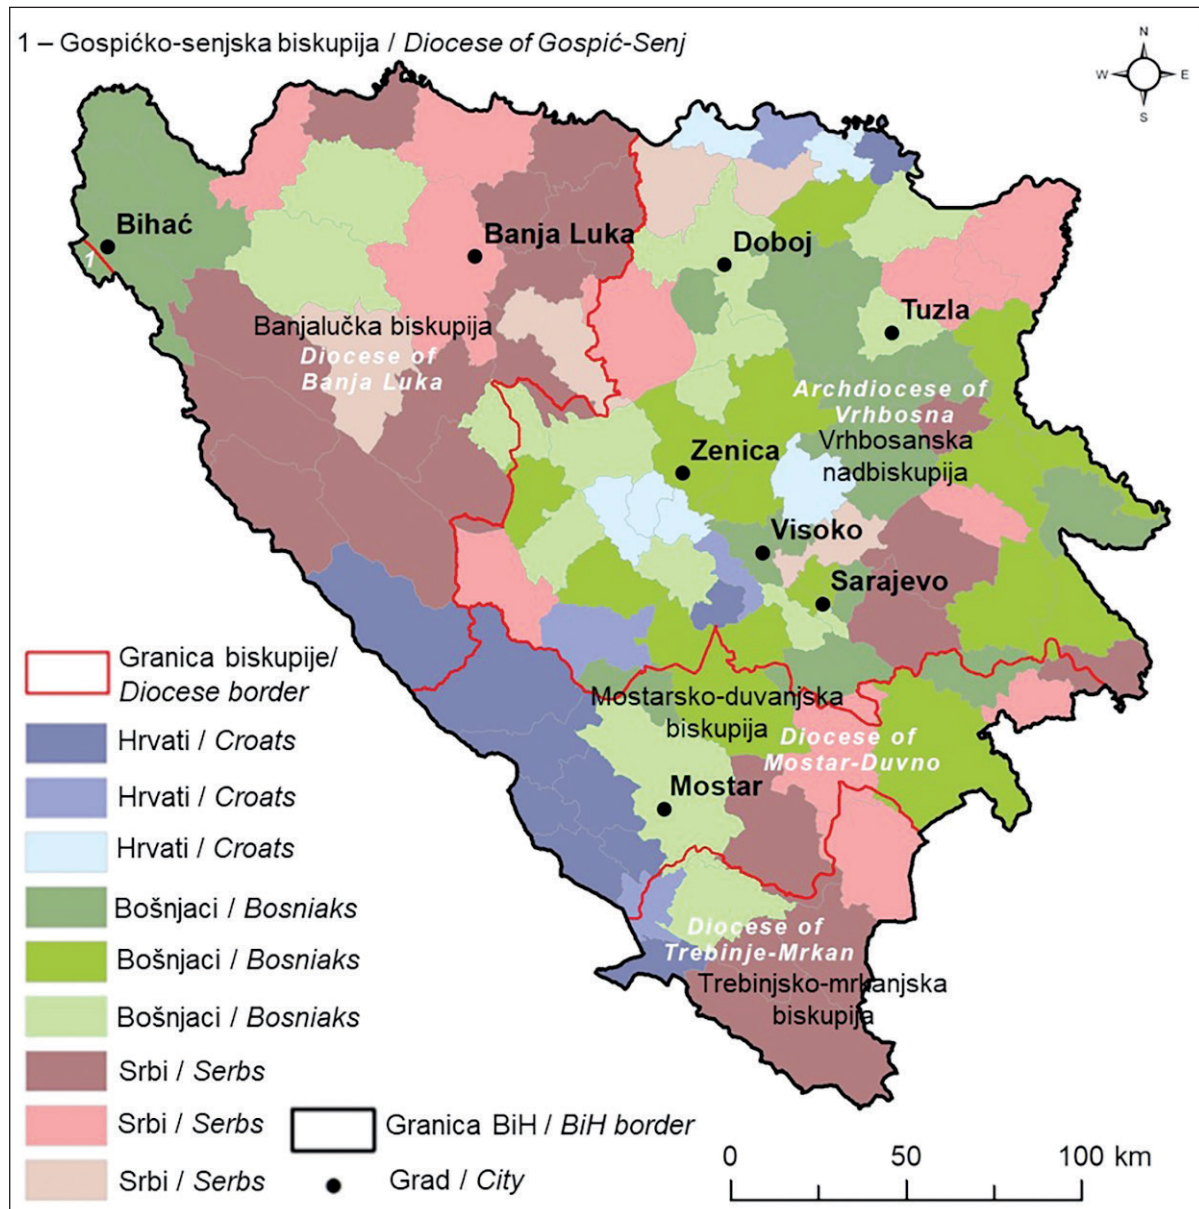 1 – Gospićko-senjska biskupija / Diocese of Gospić-Senj
N
W
E
S
Bihać
1
Banja Luka
Doboj
Tuzla
Banjalučka biskupija
Diocese of
Banja Luka
Archdiocese of
Vrhbosna
Vrhbosanska
nadbiskupija
Zenica
Visoko
Sarajevo
Mostarsko-duvanjska
biskupija
Diocese of
Mostar-Duvno
Mostar
Diocese of
Trebinje-Mrkan
Trebinjsko-mrkanjska
biskupija
Granica biskupije/
Diocese border
Hrvati / Croats
Hrvati / Croats
Hrvati / Croats
Bošnjaci / Bosniaks
Bošnjaci / Bosniaks
Bošnjaci / Bosniaks
Srbi / Serbs
Srbi / Serbs
Srbi / Serbs
Granica BiH / BiH border
Grad / City
0 50 100 km